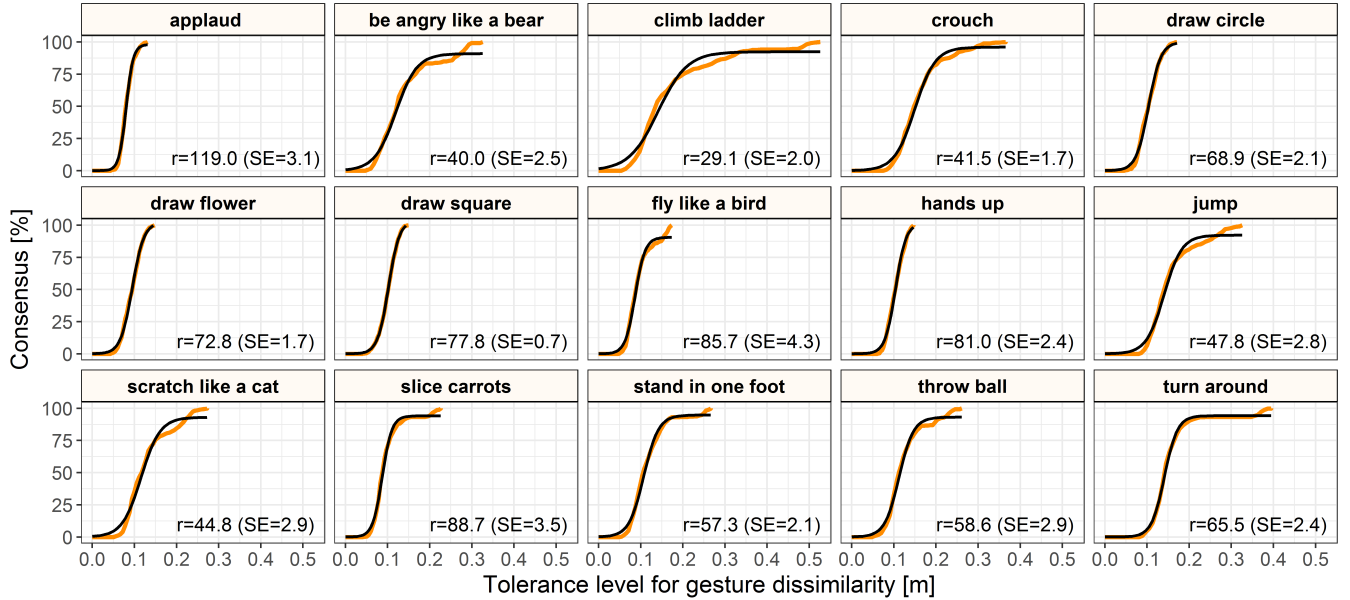 applaud be angry like a bear climb ladder crouch draw circle
100
75
50
25
0
r=119.0 (SE=3.1) r=40.0 (SE=2.5) r=29.1 (SE=2.0) r=41.5 (SE=1.7) r=68.9 (SE=2.1)
draw flower draw square fly like a bird hands up jump
100
75
50
25
0
r=72.8 (SE=1.7) r=77.8 (SE=0.7) r=85.7 (SE=4.3) r=81.0 (SE=2.4) r=47.8 (SE=2.8)
Consensus [%]
scratch like a cat slice carrots stand in one foot throw ball turn around
100
75
50
25
0
r=44.8 (SE=2.9) r=88.7 (SE=3.5) r=57.3 (SE=2.1) r=58.6 (SE=2.9) r=65.5 (SE=2.4)
0.0 0.1 0.2 0.3 0.4 0.5 0.0 0.1 0.2 0.3 0.4 0.5 0.0 0.1 0.2 0.3 0.4 0.5 0.0 0.1 0.2 0.3 0.4 0.5 0.0 0.1 0.2 0.3 0.4 0.5
Tolerance level for gesture dissimilarity [m]